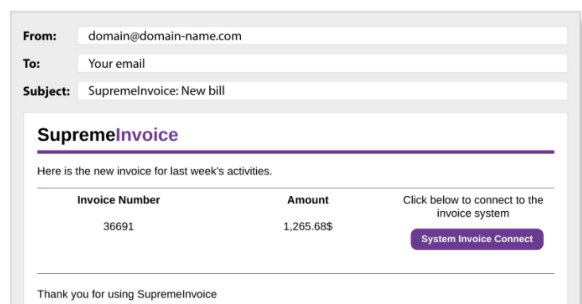 From: domain@domain-name.com
To: Your email
Subject: SupremeInvoice: New bill
SupremeInvoice
Here is the new invoice for last week's activities.
Invoice Number Amount Click below to connect to the
invoice system
36691 1,265.68$
System Invoice Connect
Thank you for using SupremeInvoice